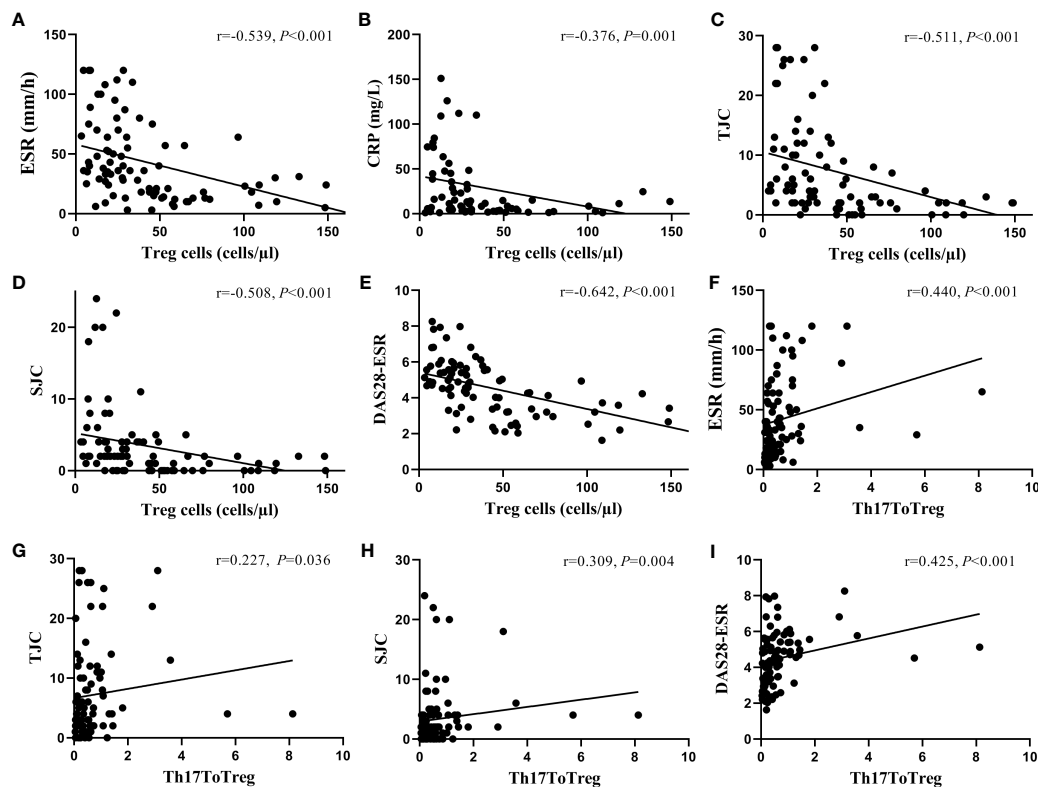 A
r=-0.539, P<0.001
ESR (mm/h)
150
100
50
0
0 50 100 150
Treg cells (cells/μl)
B
r=-0.376, P=0.001
CRP (mg/L)
200
150
100
50
0
0 50 100 150
Treg cells (cells/μl)
C
r=-0.511, P<0.001
TJC
30
20
10
0
0 50 100 150
Treg cells (cells/μl)
D
r=-0.508, P<0.001
SJC
20
10
0
0 50 100 150
Treg cells (cells/μl)
E
r=-0.642, P<0.001
DAS28-ESR
10
8
6
4
2
0
0 50 100 150
Treg cells (cells/μl)
F
r=0.440, P<0.001
ESR (mm/h)
150
100
50
0
0 2 4 6 8 10
Th17ToTreg
G
r=0.227, P=0.036
TJC
30
20
10
0
0 2 4 6 8 10
Th17ToTreg
H
r=0.309, P=0.004
SJC
30
20
10
0
0 2 4 6 8 10
Th17ToTreg
I
r=0.425, P<0.001
DAS28-ESR
10
8
6
4
2
0
0 2 4 6 8 10
Th17ToTreg